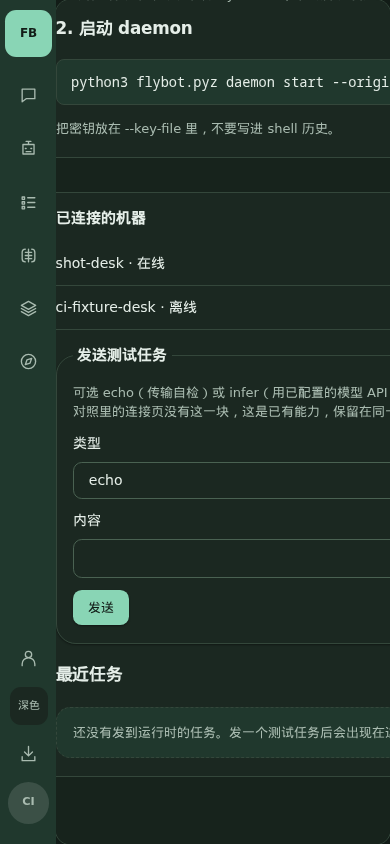 FB
2. 启动 daemon
python3 flybot.pyz daemon start --origi
把密钥放在 --key-file 里，不要写进 shell 历史。
已连接的机器
shot-desk · 在线
ci-fixture-desk · 离线
发送测试任务
可选 echo（传输自检）或 infer（用已配置的模型 API
对照里的连接页没有这一块，这是已有能力，保留在同一
类型
echo
内容
发送
最近任务
深色
还没有发到运行时的任务。发一个测试任务后会出现在
CI